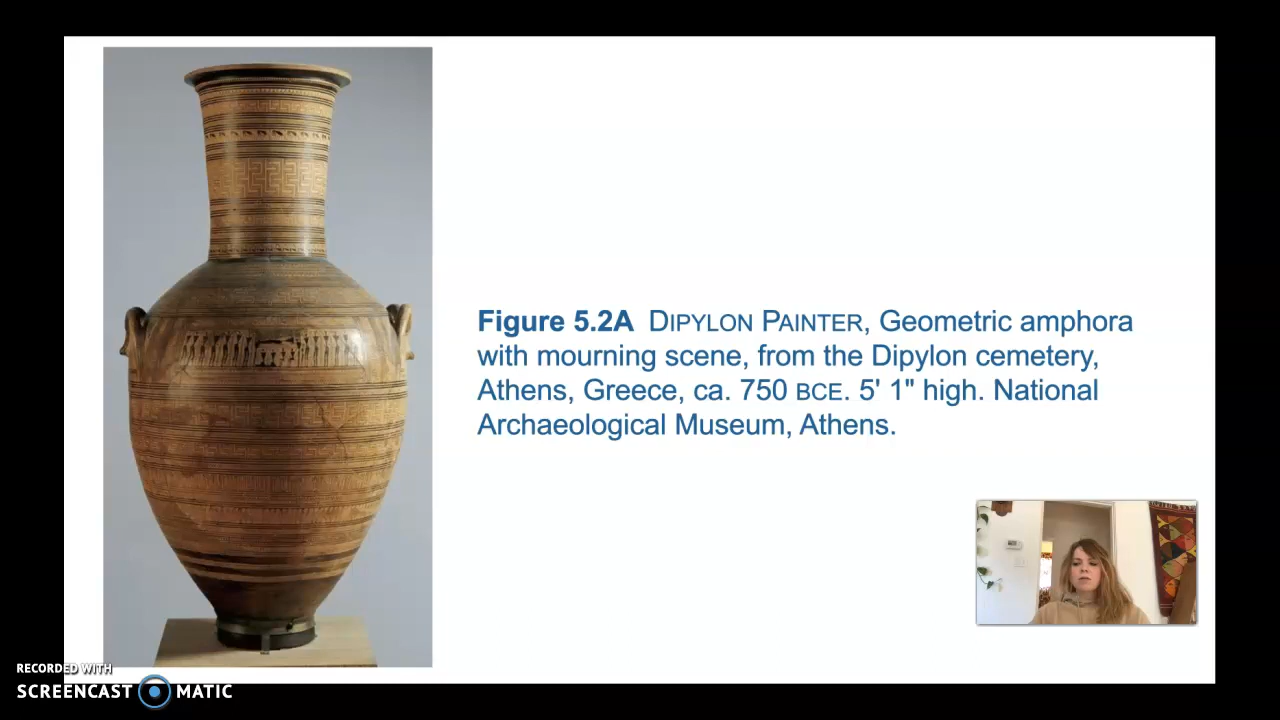 Figure 5.2A DIPYLON PAINTER, Geometric amphora
with mourning scene, from the Dipylon cemetery,
Athens, Greece, ca. 750 BCE. 5' 1" high. National
Archaeological Museum, Athens.
RECORDED WITH
SCREENCAST MATIC